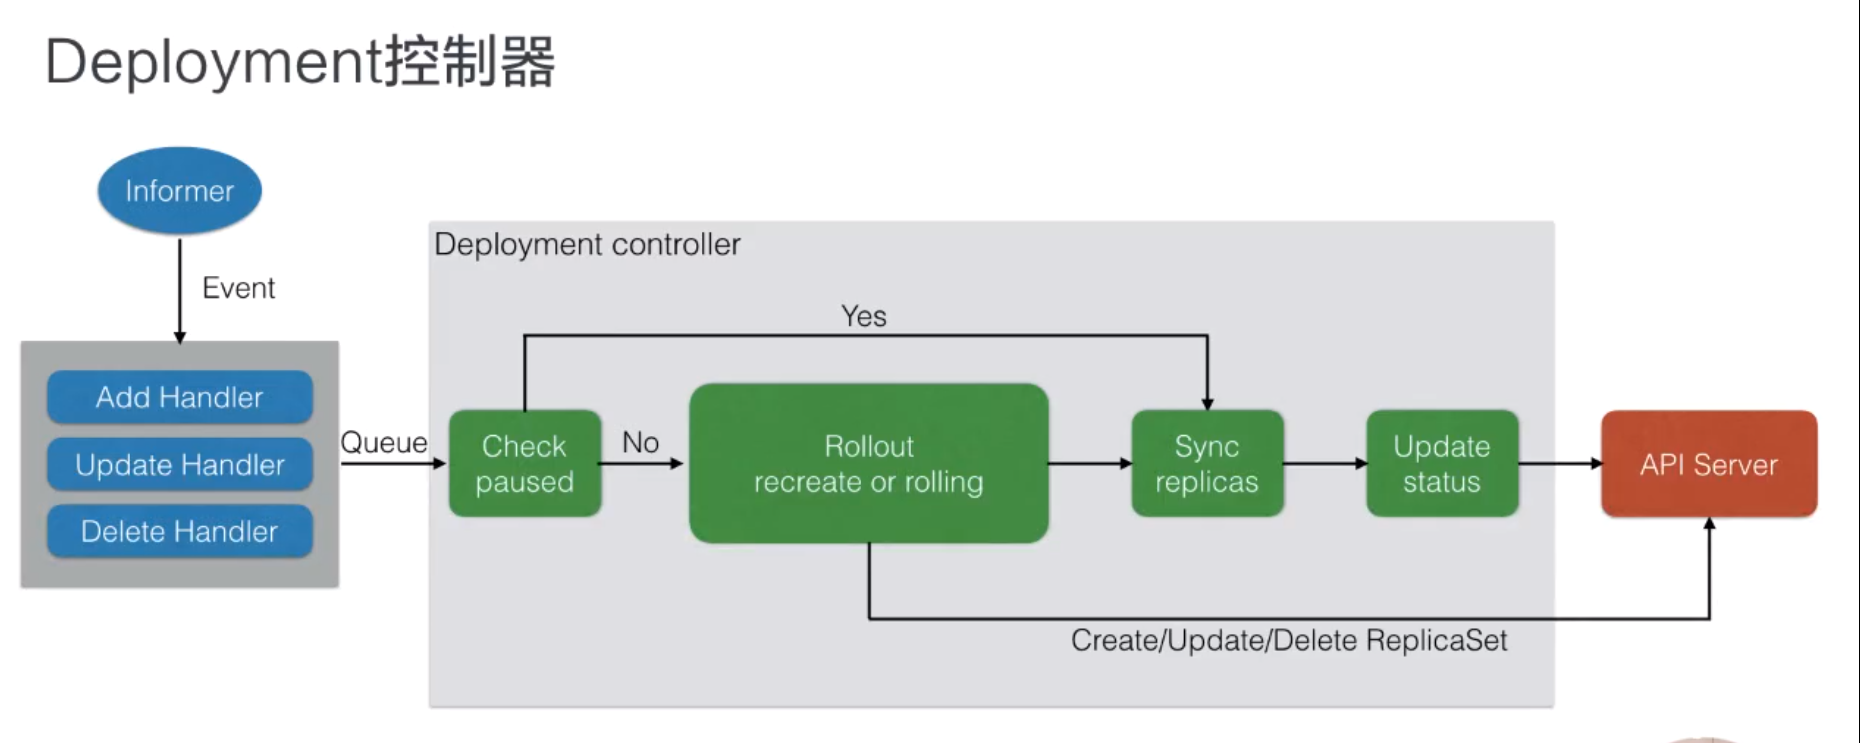 Deployment控制器
Informer
Event
Add Handler
Update Handler
Delete Handler
Queue
Deployment controller
Yes
Check
paused
No
Rollout
recreate or rolling
Sync
replicas
Update
status
API Server
Create/Update/Delete ReplicaSet